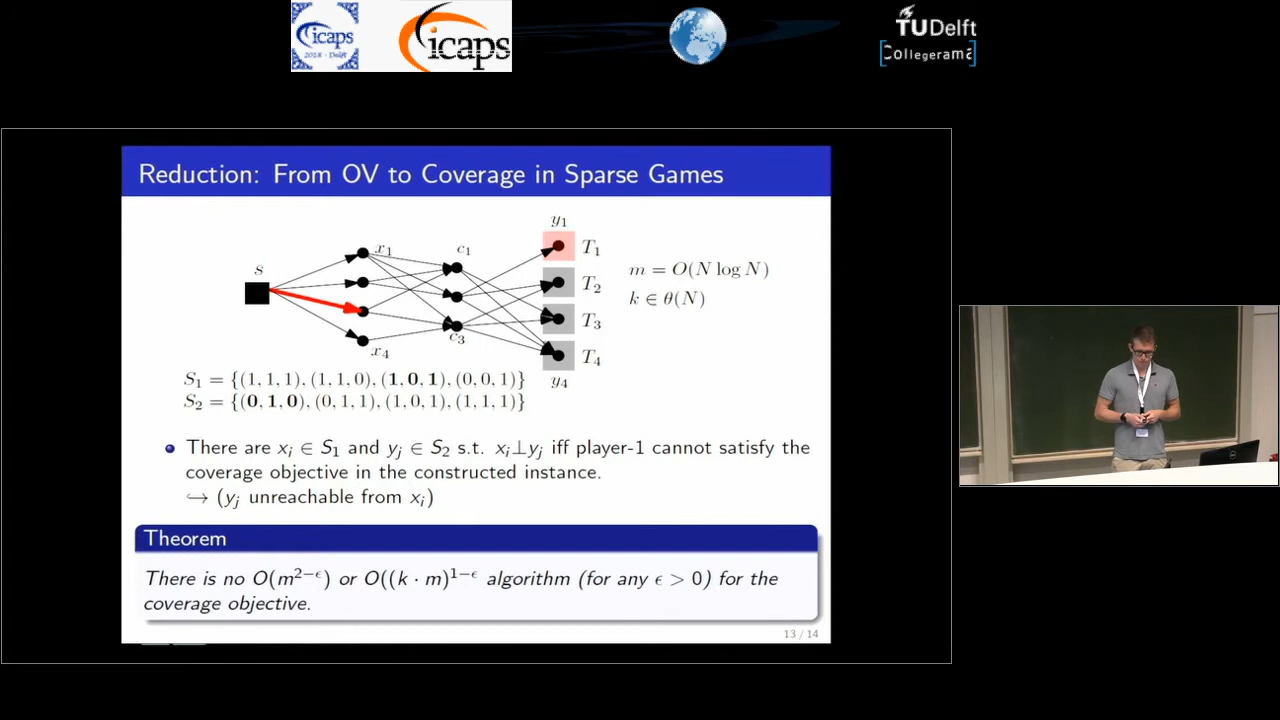 icaps
2018 · Delft
icaps
TUDelft
Collegerama
Reduction: From OV to Coverage in Sparse Games
s
x₁
x₄
c₁
c₃
y₁
T₁
T₂
T₃
T₄
y₄
m = O(N log N)
k ∈ θ(N)
S₁ = {(1, 1, 1), (1, 1, 0), (1, 0, 1), (0, 0, 1)}
S₂ = {(0, 1, 0), (0, 1, 1), (1, 0, 1), (1, 1, 1)}
• There are xᵢ ∈ S₁ and yⱼ ∈ S₂ s.t. xᵢ⊥yⱼ iff player-1 cannot satisfy the
coverage objective in the constructed instance.
↪ (yⱼ unreachable from xᵢ)
Theorem
There is no O(m²⁻ᵋ) or O((k · m)¹⁻ᵋ algorithm (for any ϵ > 0) for the
coverage objective.
13 / 14